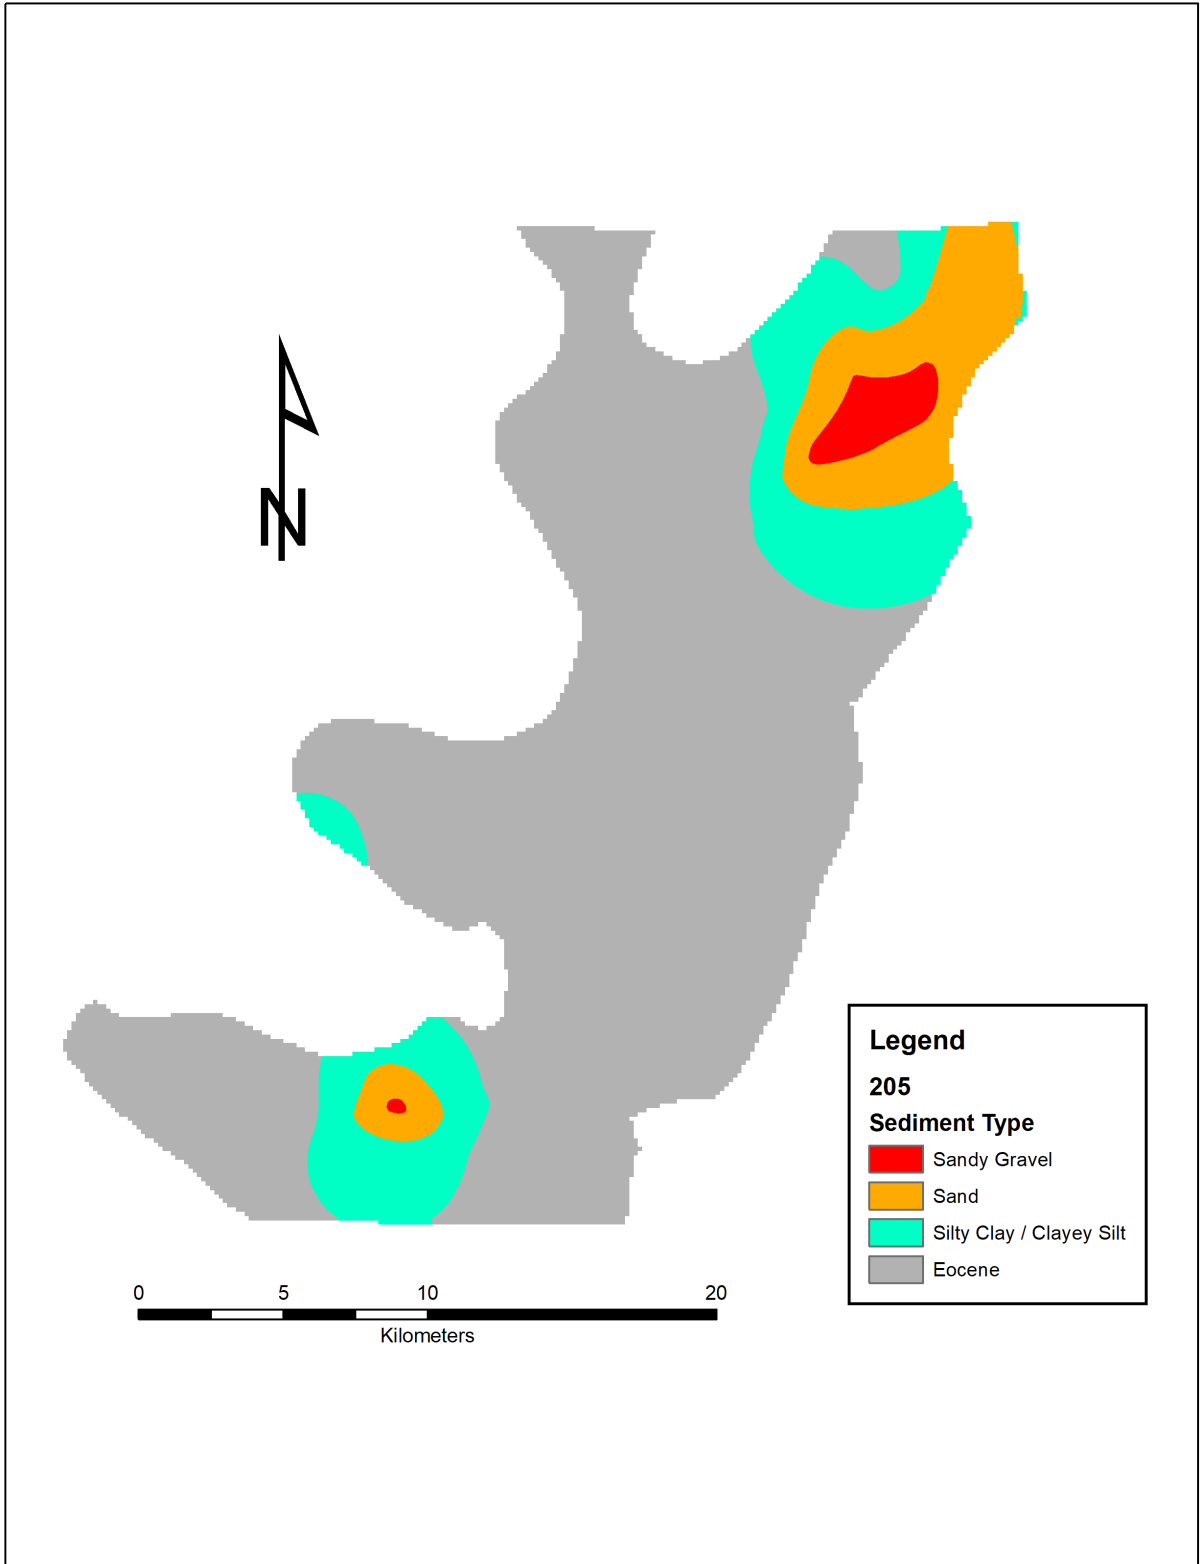 N
Legend
205
Sediment Type
Sandy Gravel
Sand
Silty Clay / Clayey Silt
Eocene
0 5 10 20
Kilometers